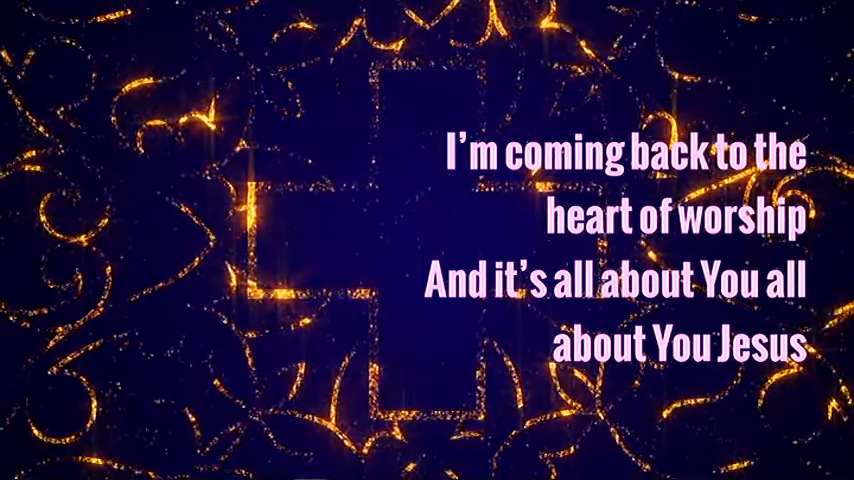 I’m coming back to the
heart of worship
And it’s all about You all
about You Jesus